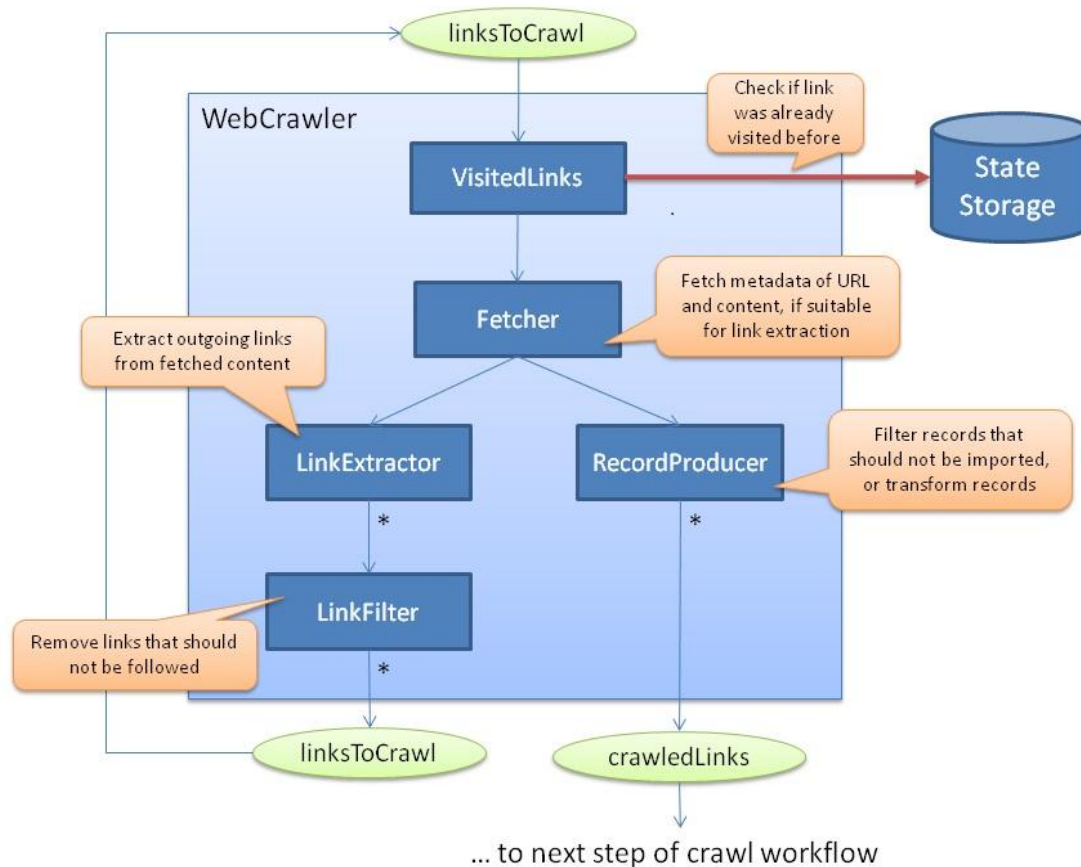 linksToCrawl
Check if link
was already
visited before
WebCrawler
VisitedLinks
State
Storage
Fetcher
Fetch metadata of URL
and content, if suitable
for link extraction
Extract outgoing links
from fetched content
LinkExtractor
*
RecordProducer
*
Filter records that
should not be imported,
or transform records
LinkFilter
*
Remove links that should
not be followed
linksToCrawl
crawledLinks
... to next step of crawl workflow